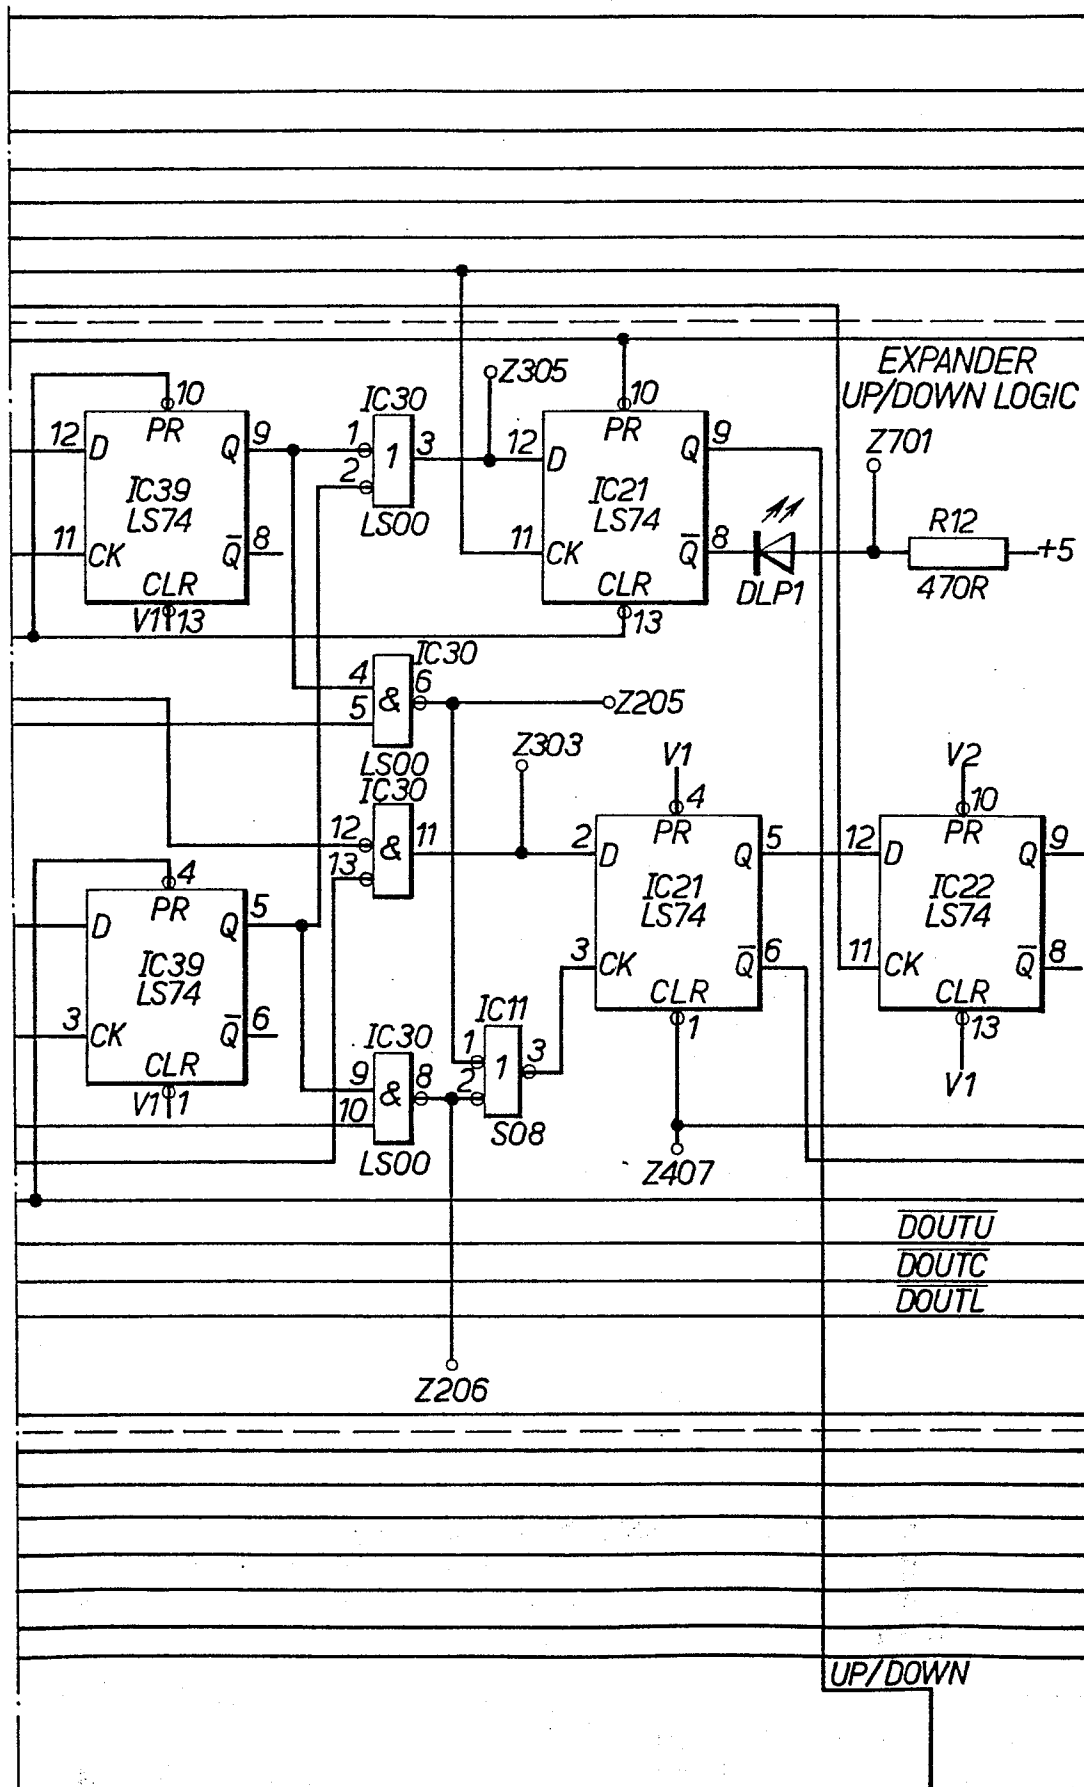 EXPANDER
UP/DOWN LOGIC
Z305
IC30
10
10
Z701
12 D PR Q 9
1
2
1
3
LS00
12 D PR Q 9
IC39
LS74
IC21
LS74
R12
470R
+5
11 CK Q 8
CLR
V1 13
11 CK Q 8
CLR
13
DLP1
IC30
4
5
&
6
LS00
Z205
Z303
IC30
12
13
&
11
V1
4
V2
10
2 D PR Q 5
12 D PR Q 9
IC21
LS74
IC22
LS74
4
D PR Q 5
IC39
LS74
3 CK Q 6
CLR
1
11 CK Q 8
CLR
13
V1
3 CK Q 6
CLR
V1 1
IC11
1
2
1
3
S08
IC30
9
10
&
8
LS00
Z407
DOUTU
DOUTC
DOUTL
Z206
UP/DOWN